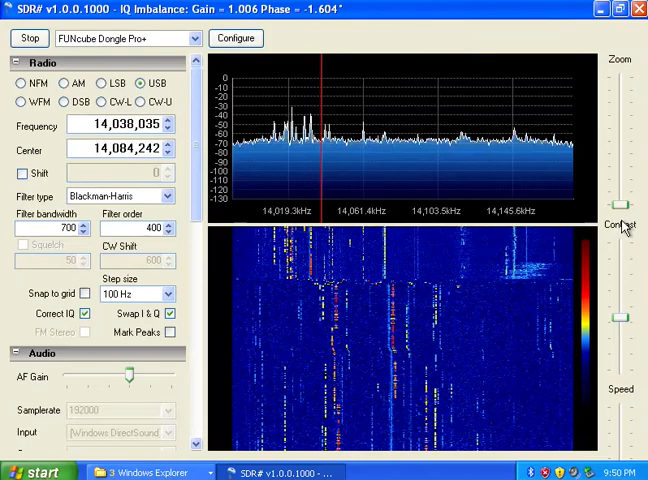 SDR# v1.0.0.1000 - IQ Imbalance: Gain = 1.006 Phase = -1.604°
Stop
FUNcube Dongle Pro+
Configure
Radio
NFM AM LSB USB
WFM DSB CW-L CW-U
Frequency 14,038,035
Center 14,084,242
Shift 0
Filter type Blackman-Harris
Filter bandwidth Filter order
700 400
Squelch CW Shift
50 600
Step size
Snap to grid 100 Hz
Correct IQ Swap I & Q
FM Stereo Mark Peaks
Audio
AF Gain
Samplerate 192000
Input [Windows DirectSound]
0
-10
-20
-30
-40
-50
-60
-70
-80
-90
-100
-110
-120
-130
14,019.3kHz 14,061.4kHz 14,103.5kHz 14,145.6kHz
Zoom
Contrast
Speed
start
3 Windows Explorer
SDR# v1.0.0.1000 - ...
9:50 PM